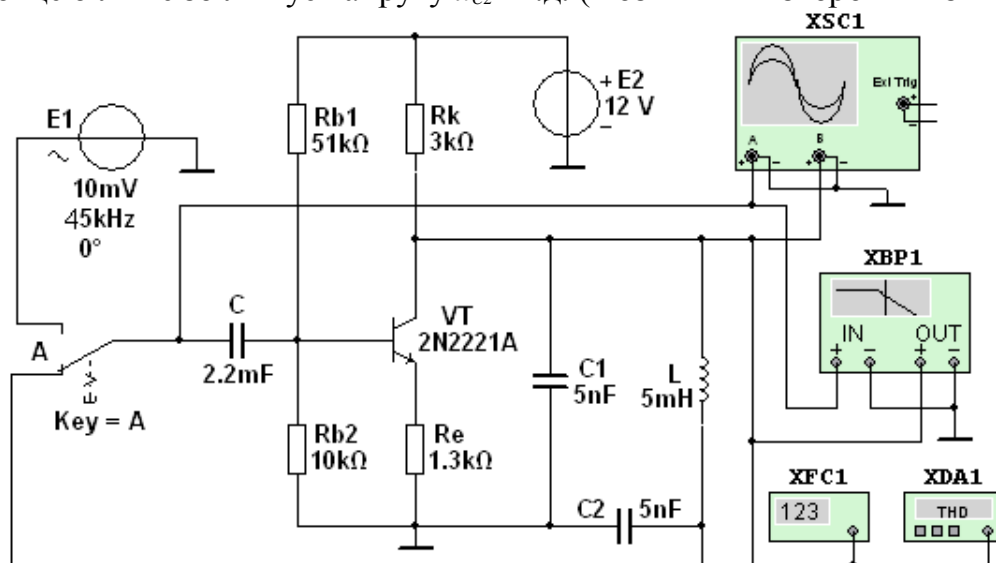 XSC1
Ext Trig
+
−
A
B
+ − + −
E1
10mV
45kHz
0°
Rb1
51kΩ
Rk
3kΩ
+ E2
12 V
−
XBP1
IN OUT
+ − + −
A
Key = A
C
2.2mF
VT
2N2221A
C1
5nF
L
5mH
Rb2
10kΩ
Re
1.3kΩ
C2
5nF
XFC1
123
XDA1
THD